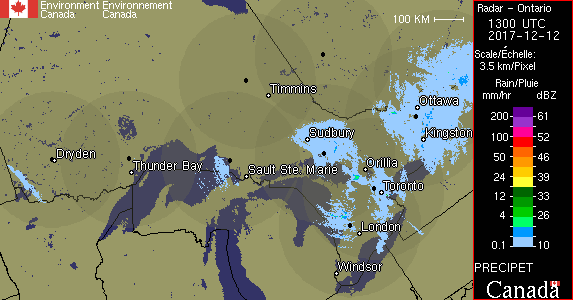 Environment Environnement
Canada Canada
100 KM
Radar - Ontario
1300 UTC
2017-12-12
Scale/Échelle:
3.5 km/Pixel
Rain/Pluie
mm/hr dBZ
200 61
100 52
50 46
24 39
12 33
4 26
0.1 10
PRECIPET
Canada
Timmins
Ottawa
Sudbury
Kingston
Dryden
Thunder Bay
Sault Ste. Marie
Orillia
Toronto
London
Windsor